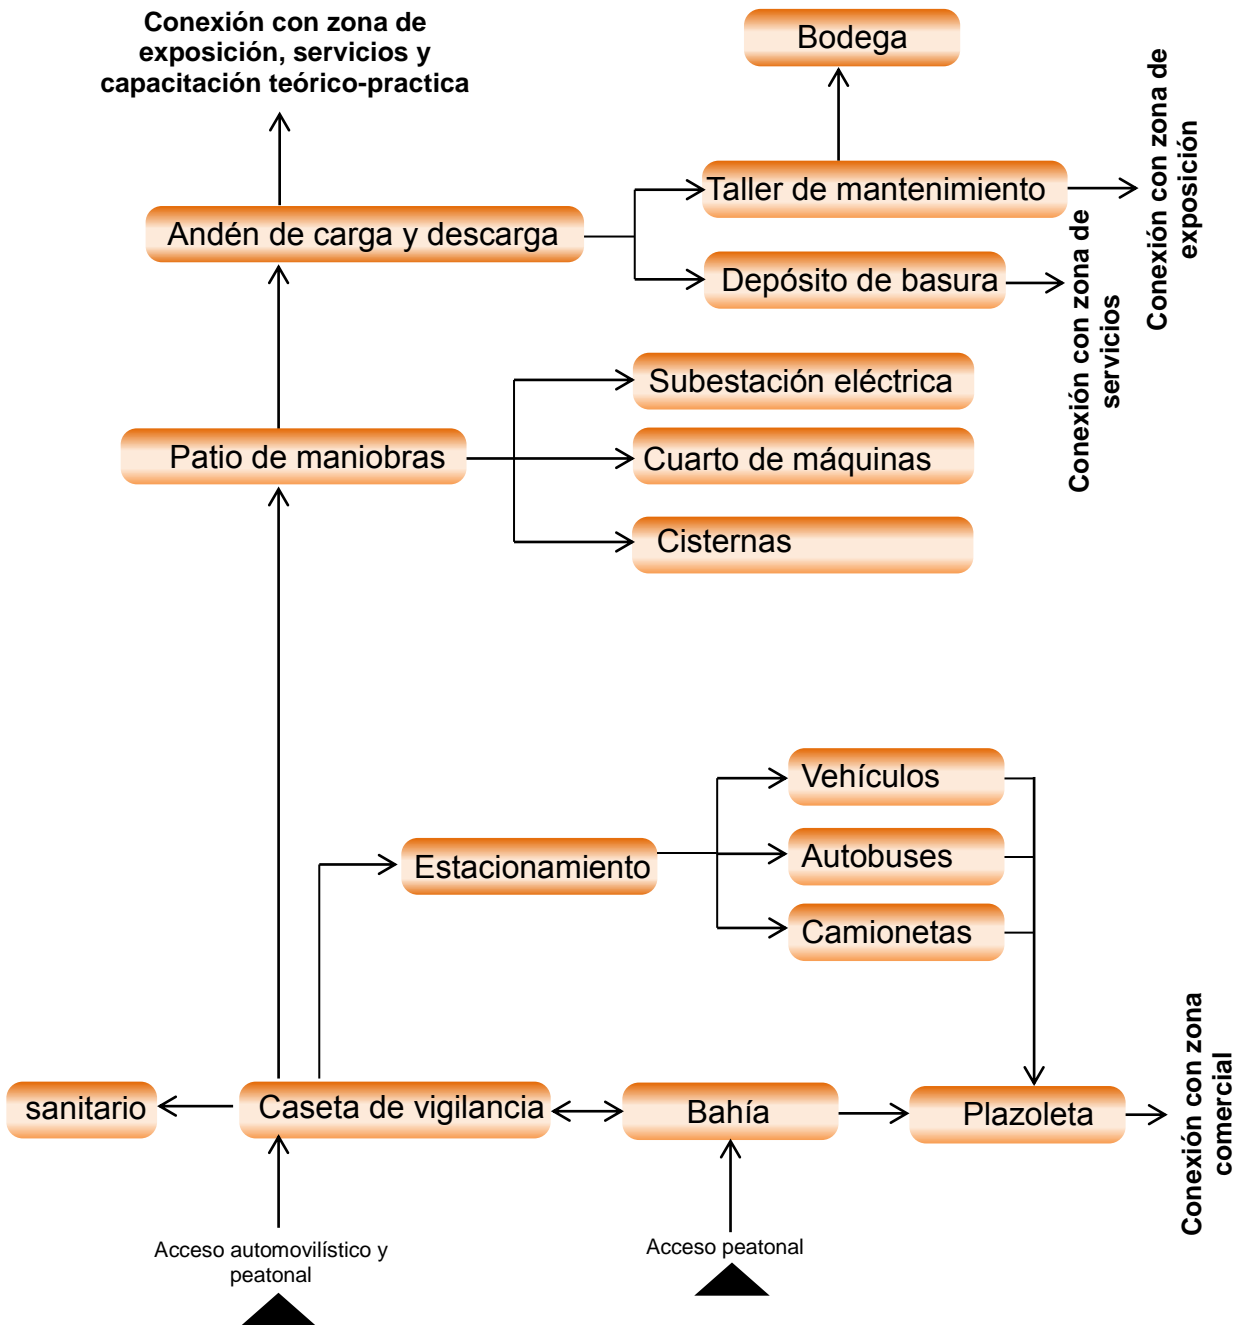 Conexión con zona de
exposición, servicios y
capacitación teórico-practica
Bodega
Taller de mantenimiento
Conexión con zona de
exposición
Andén de carga y descarga
Depósito de basura
Conexión con zona de
servicios
Subestación eléctrica
Patio de maniobras
Cuarto de máquinas
Cisternas
Vehículos
Estacionamiento
Autobuses
Camionetas
sanitario
Caseta de vigilancia
Bahía
Plazoleta
Conexión con zona
comercial
Acceso automovilístico y
peatonal
Acceso peatonal